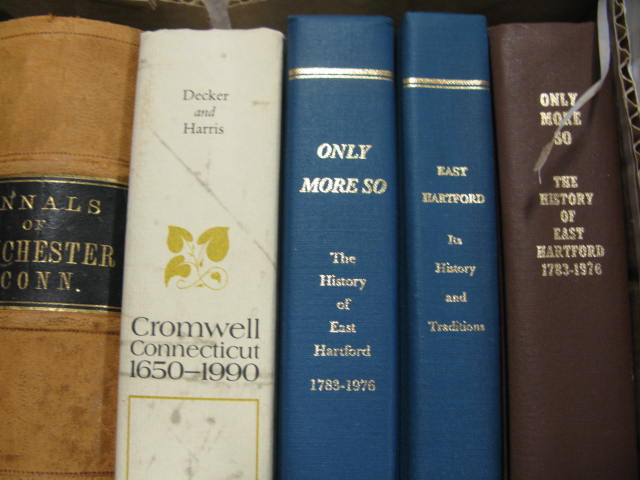 NNALS
OF
CHESTER
CONN.
Decker
and
Harris
Cromwell
Connecticut
1650–1990
ONLY
MORE SO
The
History
of
East
Hartford
1783-1976
EAST
HARTFORD
Its
History
and
Traditions
ONLY
MORE
SO
THE
HISTORY
OF
EAST
HARTFORD
1783-1976